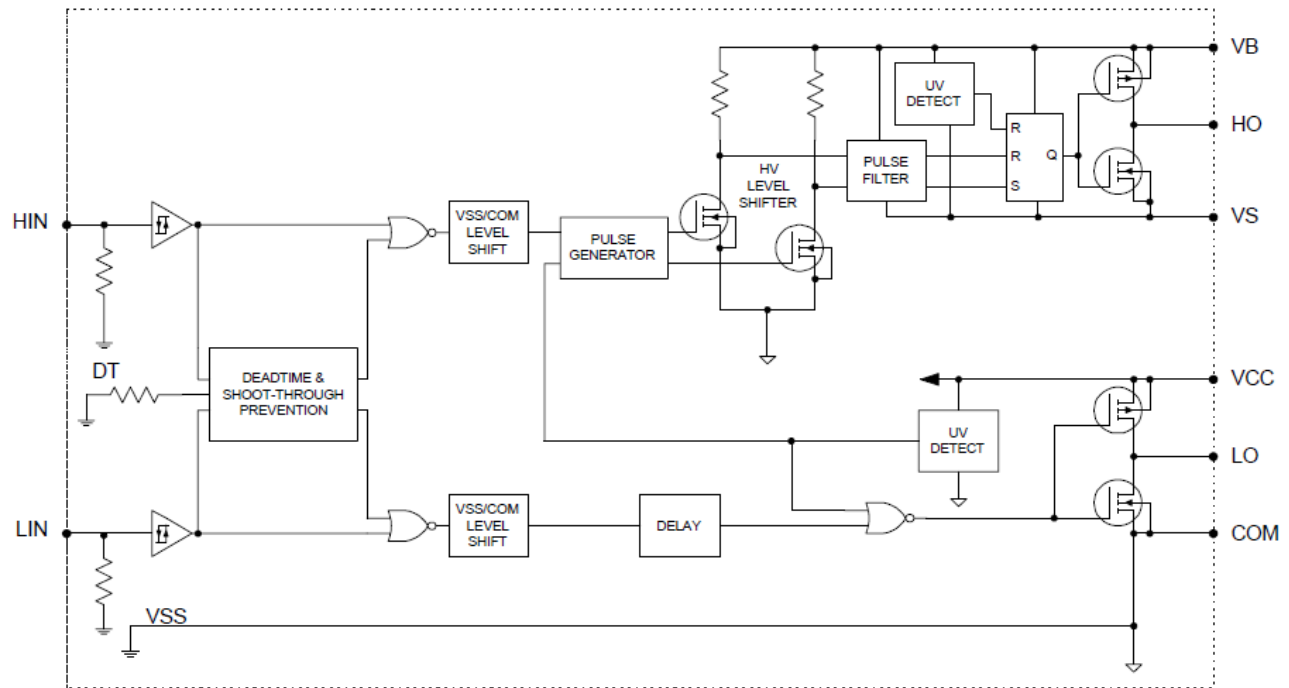 VB
UV
DETECT
HO
R
R
Q
S
PULSE
FILTER
HV
LEVEL
SHIFTER
VS
HIN
VSS/COM
LEVEL
SHIFT
PULSE
GENERATOR
DT
DEADTIME &
SHOOT-THROUGH
PREVENTION
VCC
UV
DETECT
LO
LIN
VSS/COM
LEVEL
SHIFT
DELAY
COM
VSS